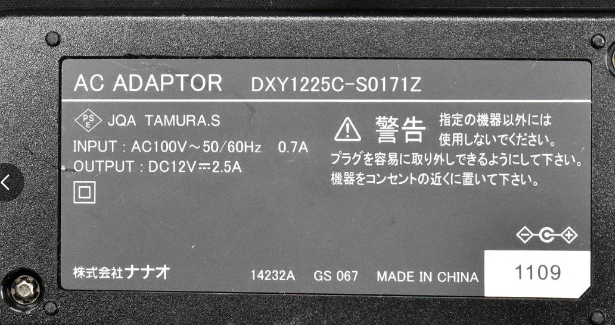 AC ADAPTOR DXY1225C-S0171Z
PS
E
JQA TAMURA.S
INPUT : AC100V～50/60Hz 0.7A
OUTPUT : DC12V⎓2.5A
警告
指定の機器以外には
使用しないでください。
プラグを容易に取り外しできるようにして下さい。
機器をコンセントの近くに置いて下さい。
株式会社ナナオ
14232A GS 067 MADE IN CHINA
1109